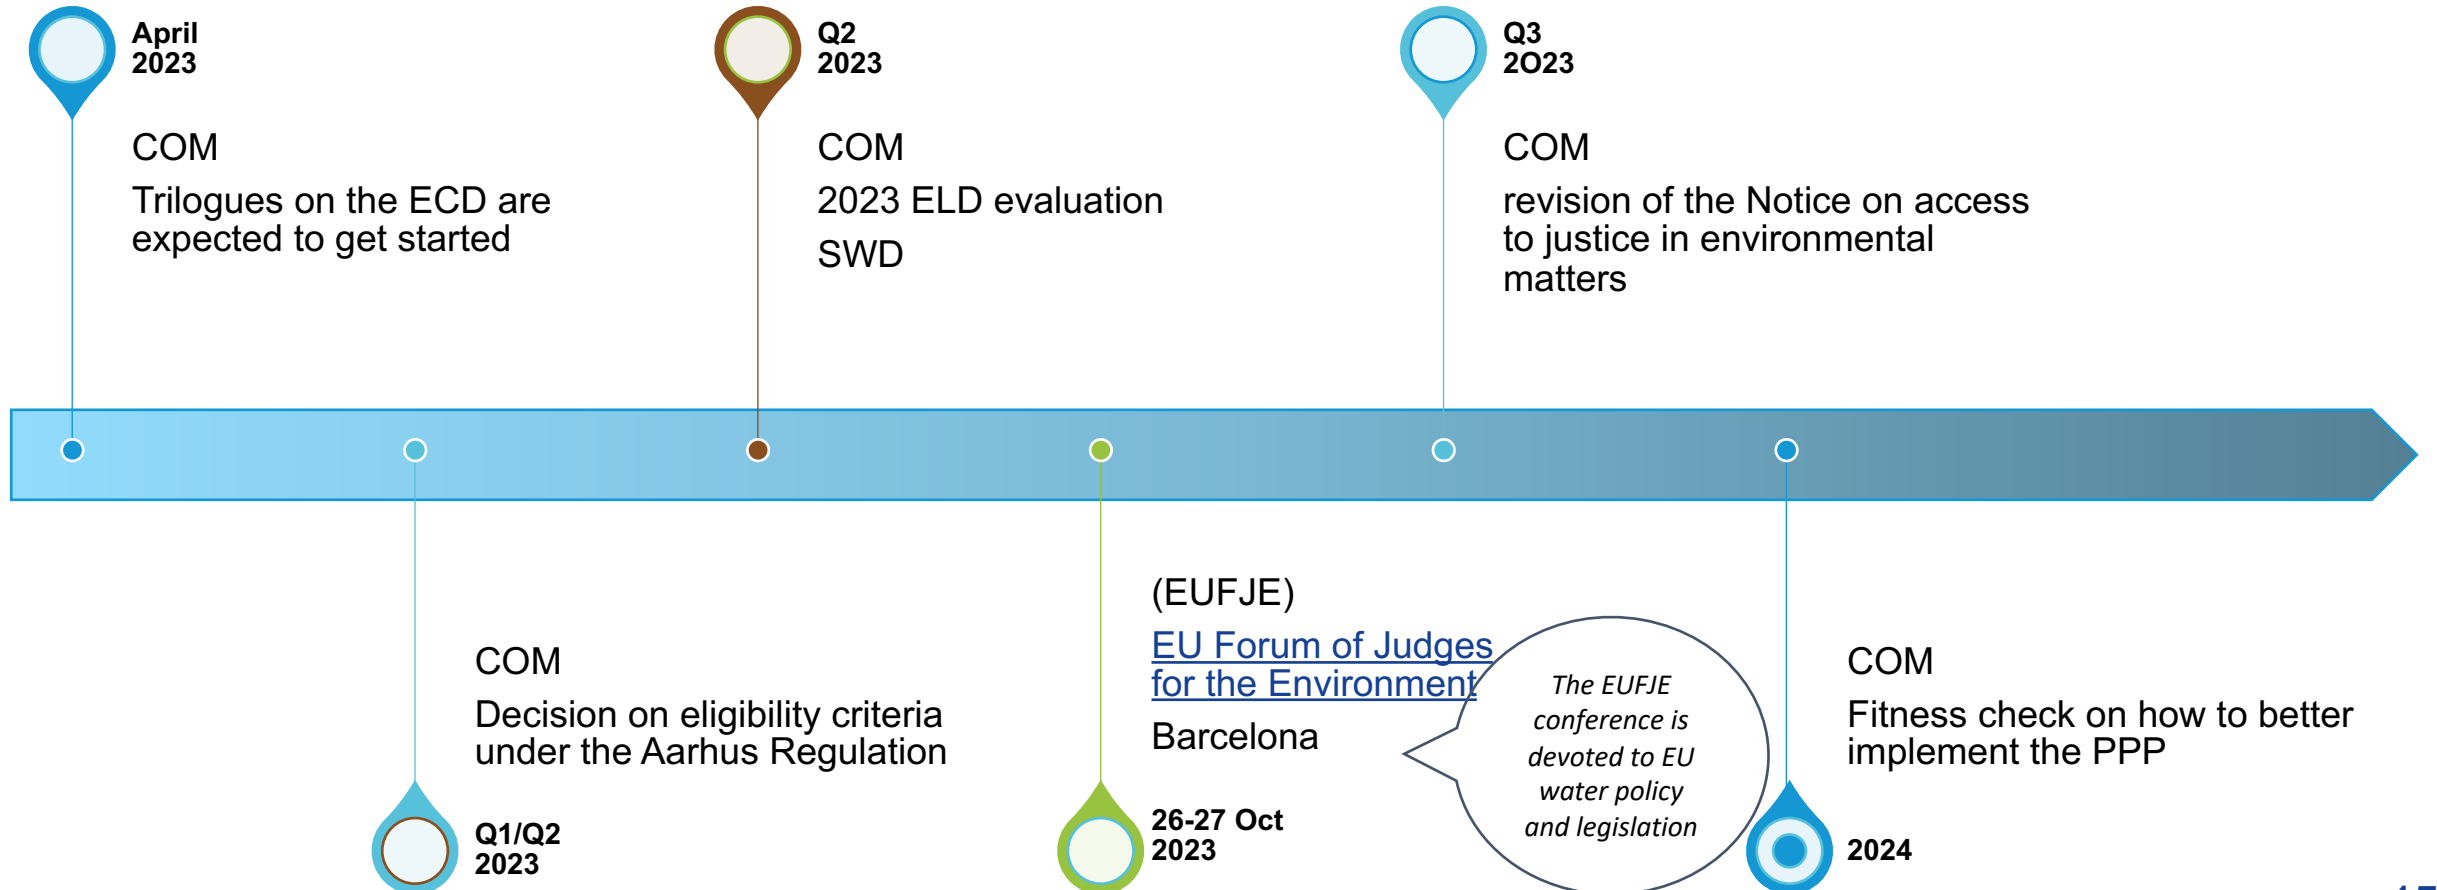 April
2023
COM
Trilogues on the ECD are
expected to get started
Q2
2023
COM
2023 ELD evaluation
SWD
Q3
2O23
COM
revision of the Notice on access
to justice in environmental
matters
COM
Decision on eligibility criteria
under the Aarhus Regulation
Q1/Q2
2023
(EUFJE)
EU Forum of Judges
for the Environment
Barcelona
26-27 Oct
2023
The EUFJE
conference is
devoted to EU
water policy
and legislation
COM
Fitness check on how to better
implement the PPP
2024